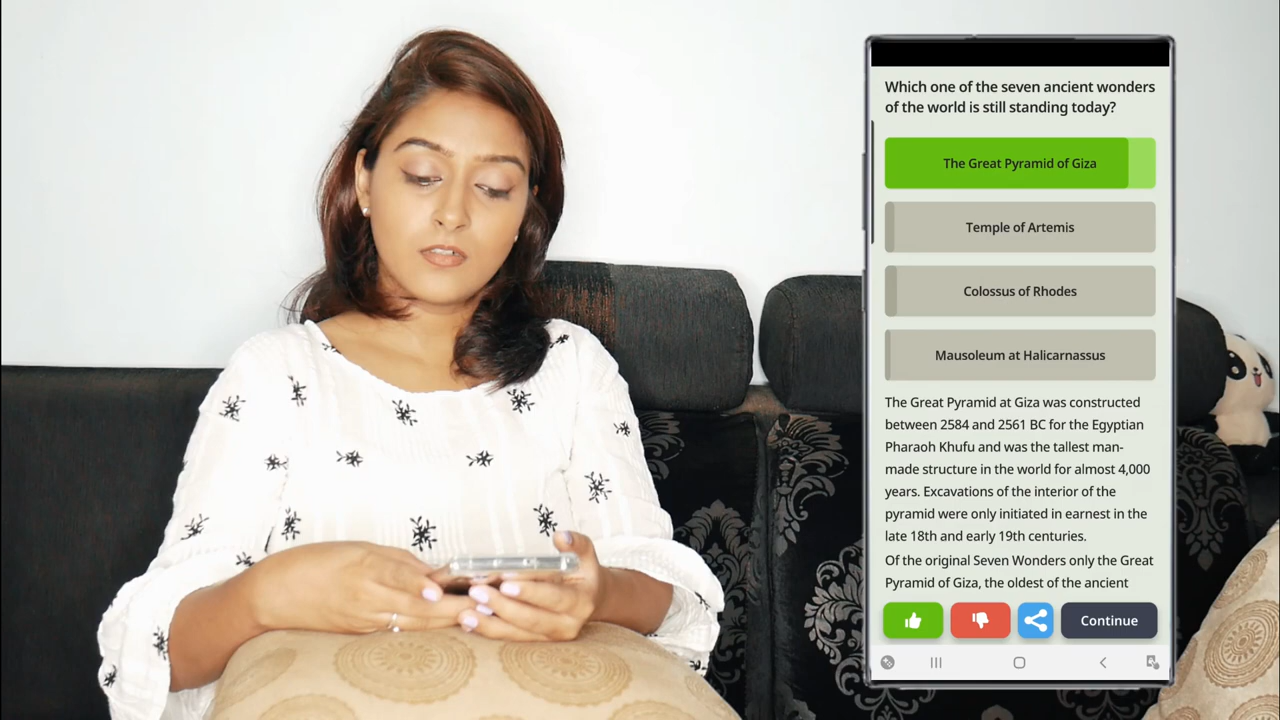 Which one of the seven ancient wonders
of the world is still standing today?
The Great Pyramid of Giza
Temple of Artemis
Colossus of Rhodes
Mausoleum at Halicarnassus
The Great Pyramid at Giza was constructed
between 2584 and 2561 BC for the Egyptian
Pharaoh Khufu and was the tallest man-
made structure in the world for almost 4,000
years. Excavations of the interior of the
pyramid were only initiated in earnest in the
late 18th and early 19th centuries.
Of the original Seven Wonders only the Great
Pyramid of Giza, the oldest of the ancient
Continue